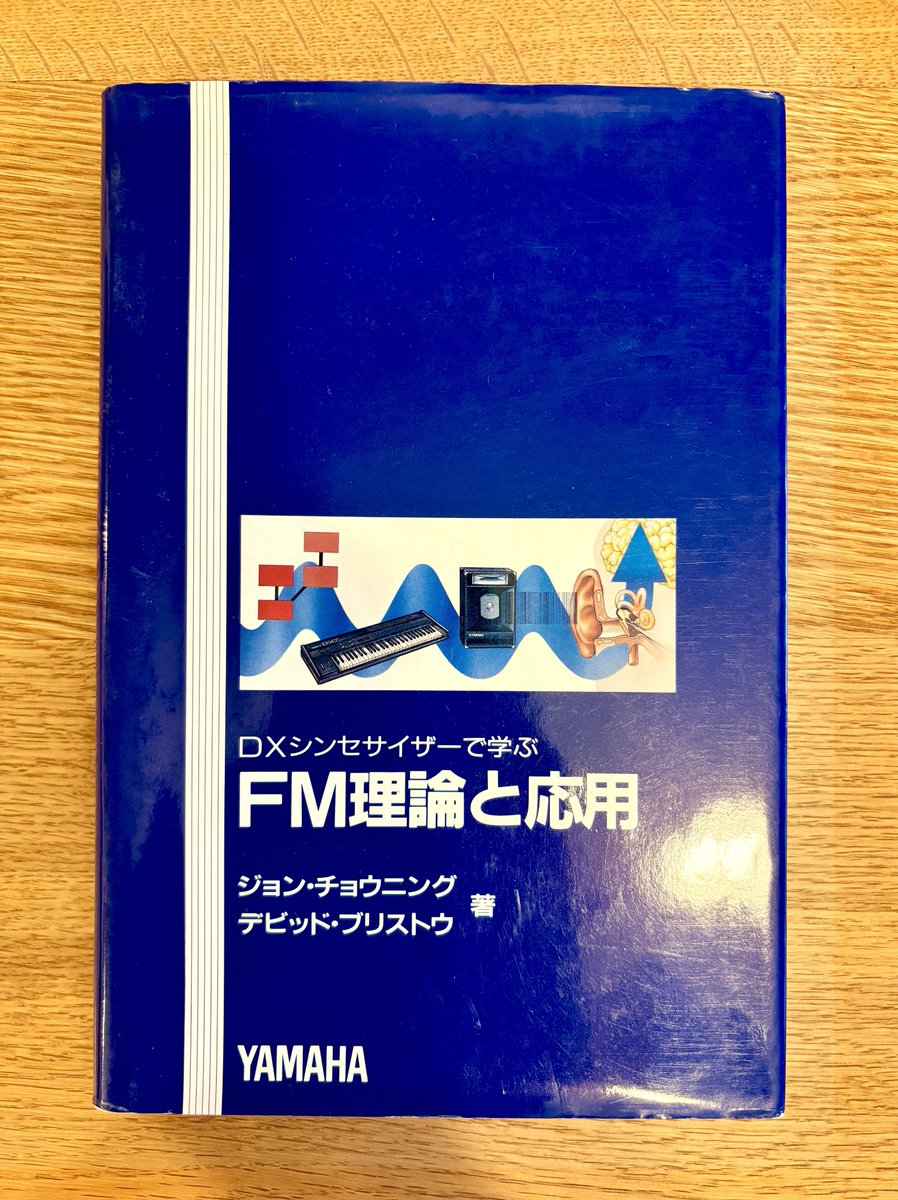 DXシンセサイザーで学ぶ
FM理論と応用
ジョン・チョウニング
デビッド・ブリストウ
著
YAMAHA